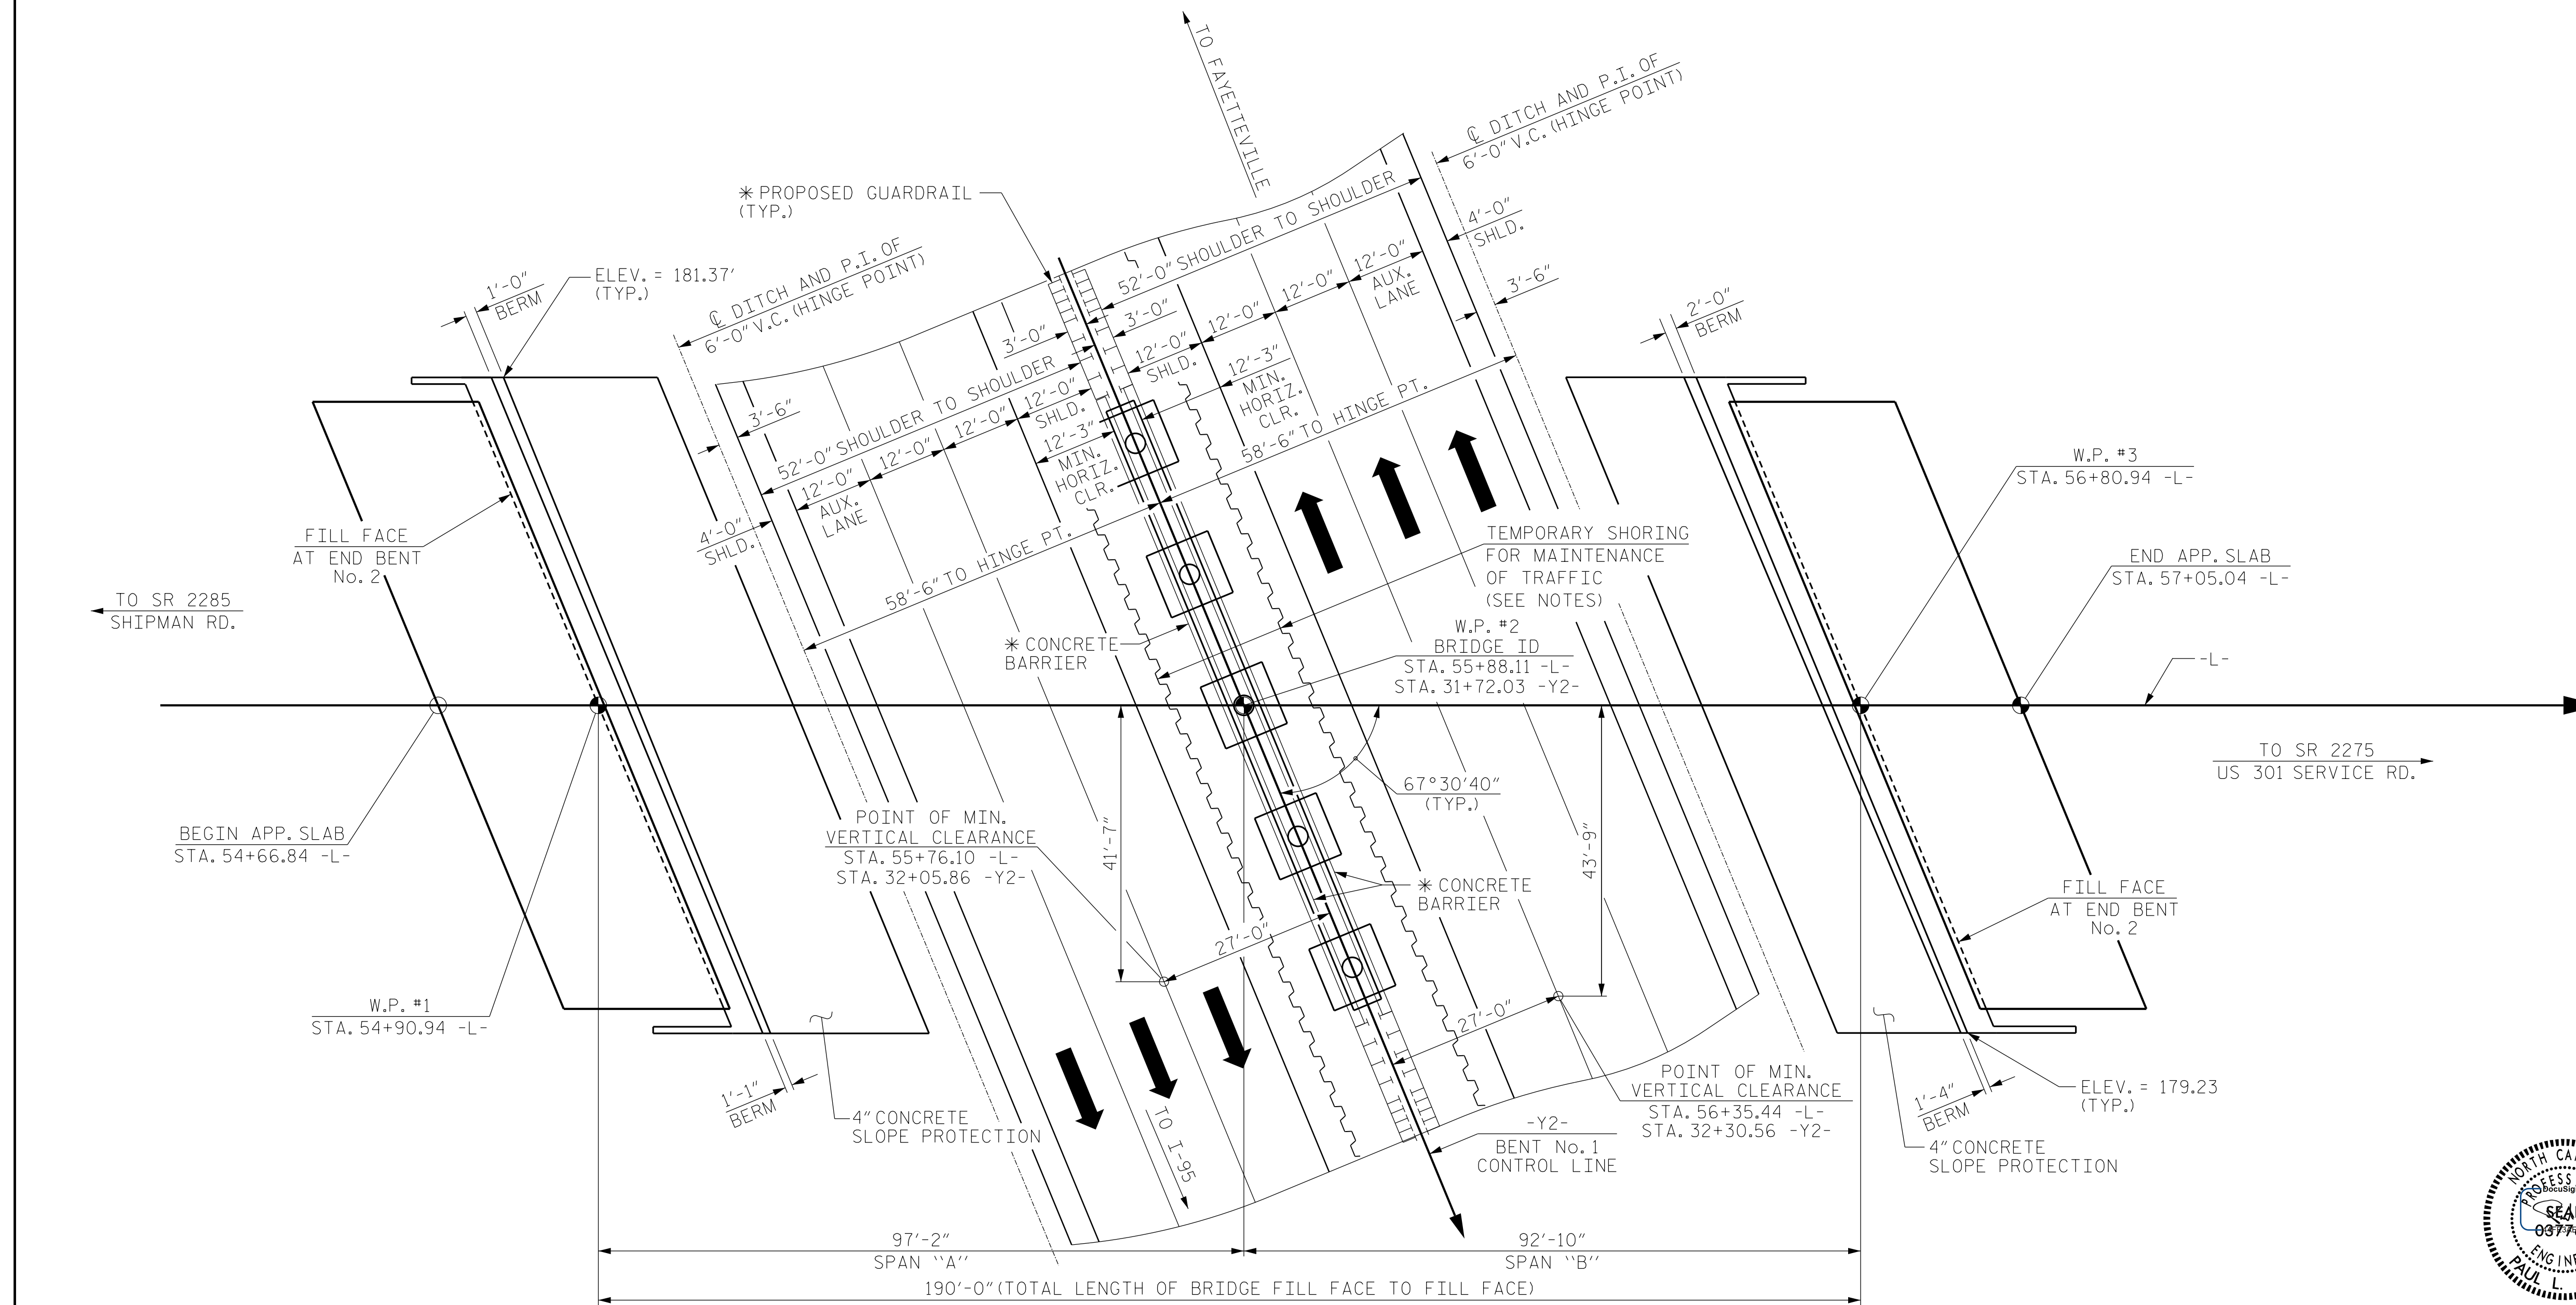 TO FAYETTEVILLE
℄ DITCH AND P.I. OF
6'-0" V.C. (HINGE POINT)
✳ PROPOSED GUARDRAIL
(TYP.)
52'-0" SHOULDER TO SHOULDER
4'-0"
SHLD.
℄ DITCH AND P.I. OF
6'-0" V.C. (HINGE POINT)
1'-0"
BERM
ELEV. = 181.37'
(TYP.)
3'-0"
3'-0"
12'-0"
SHLD.
12'-0"
12'-0"
12'-0"
AUX.
LANE
3'-6"
2'-0"
BERM
12'-3"
MIN.
HORIZ.
CLR.
58'-6" TO HINGE PT.
3'-6"
52'-0" SHOULDER TO SHOULDER
12'-0"
AUX.
LANE
12'-0"
12'-0"
12'-0"
SHLD.
12'-3"
MIN.
HORIZ.
CLR.
4'-0"
SHLD.
58'-6" TO HINGE PT.
W.P. #3
STA. 56+80.94 -L-
FILL FACE
AT END BENT
No. 2
TEMPORARY SHORING
FOR MAINTENANCE
OF TRAFFIC
(SEE NOTES)
END APP. SLAB
STA. 57+05.04 -L-
TO SR 2285
SHIPMAN RD.
✳ CONCRETE
BARRIER
W.P. #2
BRIDGE ID
STA. 55+88.11 -L-
STA. 31+72.03 -Y2-
-L-
TO SR 2275
US 301 SERVICE RD.
67°30'40"
(TYP.)
BEGIN APP. SLAB
STA. 54+66.84 -L-
POINT OF MIN.
VERTICAL CLEARANCE
STA. 55+76.10 -L-
STA. 32+05.86 -Y2-
41'-7"
43'-9"
✳ CONCRETE
BARRIER
FILL FACE
AT END BENT
No. 2
27'-0"
27'-0"
W.P. #1
STA. 54+90.94 -L-
1'-1"
BERM
4" CONCRETE
SLOPE PROTECTION
TO I-95
-Y2-
BENT No. 1
CONTROL LINE
POINT OF MIN.
VERTICAL CLEARANCE
STA. 56+35.44 -L-
STA. 32+30.56 -Y2-
1'-4"
BERM
ELEV. = 179.23
(TYP.)
4" CONCRETE
SLOPE PROTECTION
97'-2"
SPAN "A"
92'-10"
SPAN "B"
190'-0" (TOTAL LENGTH OF BRIDGE FILL FACE TO FILL FACE)
NORTH
PAUL L.